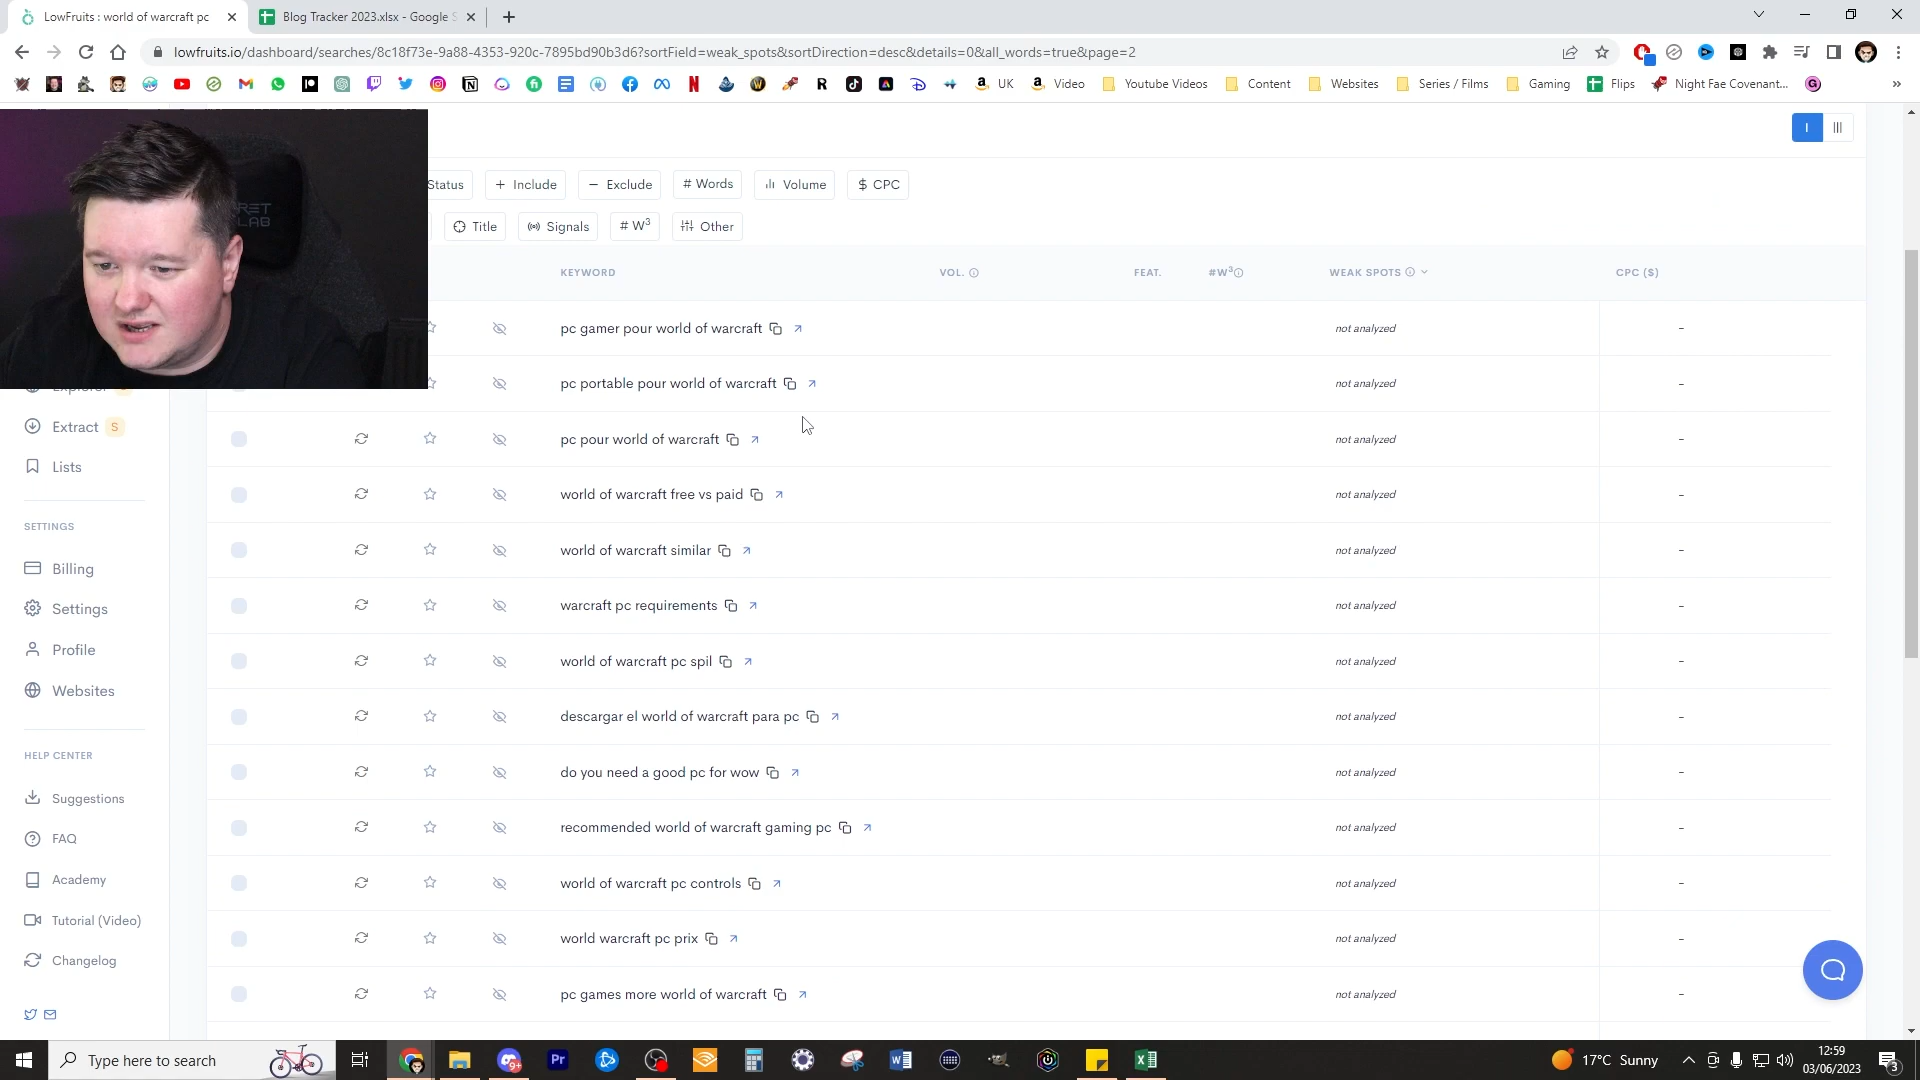 LowFruits : world of warcraft pc
Blog Tracker 2023.xlsx - Google S
lowfruits.io/dashboard/searches/8c18f73e-9a88-4353-920c-7895bd90b3d6?sortField=weak_spots&sortDirection=desc&details=0&all_words=true&page=2
UK
Video
Youtube Videos
Content
Websites
Series / Films
Gaming
Flips
Night Fae Covenant...
Status
+ Include
− Exclude
# Words
Volume
$ CPC
Title
Signals
# W3
Other
KEYWORD
VOL.
FEAT.
#W3
WEAK SPOTS
CPC ($)
pc gamer pour world of warcraft
not analyzed
–
pc portable pour world of warcraft
not analyzed
–
pc pour world of warcraft
not analyzed
–
world of warcraft free vs paid
not analyzed
–
world of warcraft similar
not analyzed
–
warcraft pc requirements
not analyzed
–
world of warcraft pc spil
not analyzed
–
descargar el world of warcraft para pc
not analyzed
–
do you need a good pc for wow
not analyzed
–
recommended world of warcraft gaming pc
not analyzed
–
world of warcraft pc controls
not analyzed
–
world warcraft pc prix
not analyzed
–
pc games more world of warcraft
not analyzed
–
Extract S
Lists
SETTINGS
Billing
Settings
Profile
Websites
HELP CENTER
Suggestions
FAQ
Academy
Tutorial (Video)
Changelog
Type here to search
17°C Sunny
12:59
03/06/2023
3